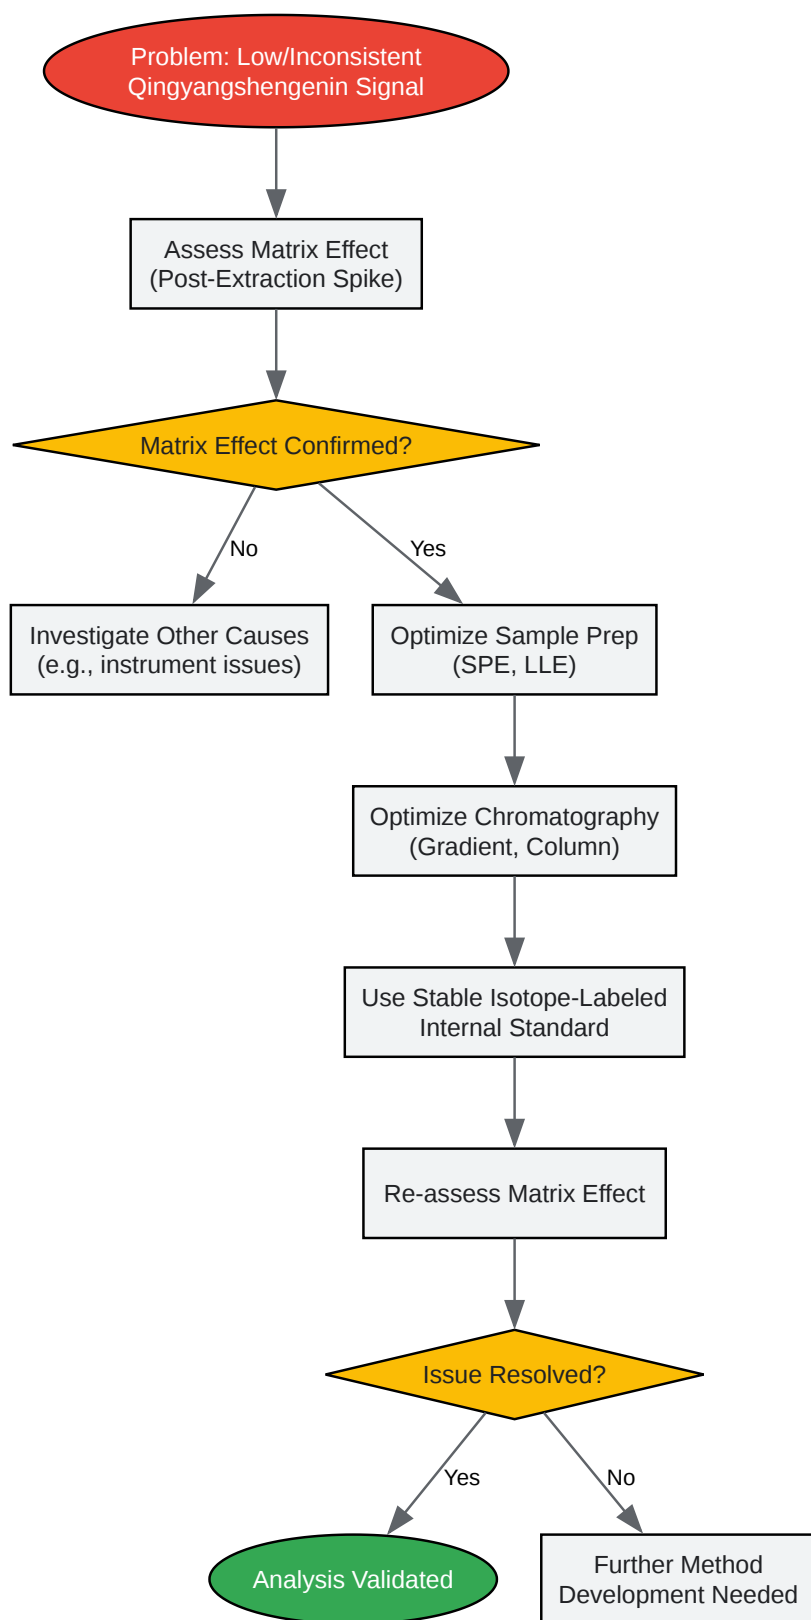 Problem: Low/Inconsistent
Qingyangshengenin Signal
Assess Matrix Effect
(Post-Extraction Spike)
Matrix Effect Confirmed?
No
Yes
Investigate Other Causes
(e.g., instrument issues)
Optimize Sample Prep
(SPE, LLE)
Optimize Chromatography
(Gradient, Column)
Use Stable Isotope-Labeled
Internal Standard
Re-assess Matrix Effect
Issue Resolved?
Yes
No
Analysis Validated
Further Method
Development Needed